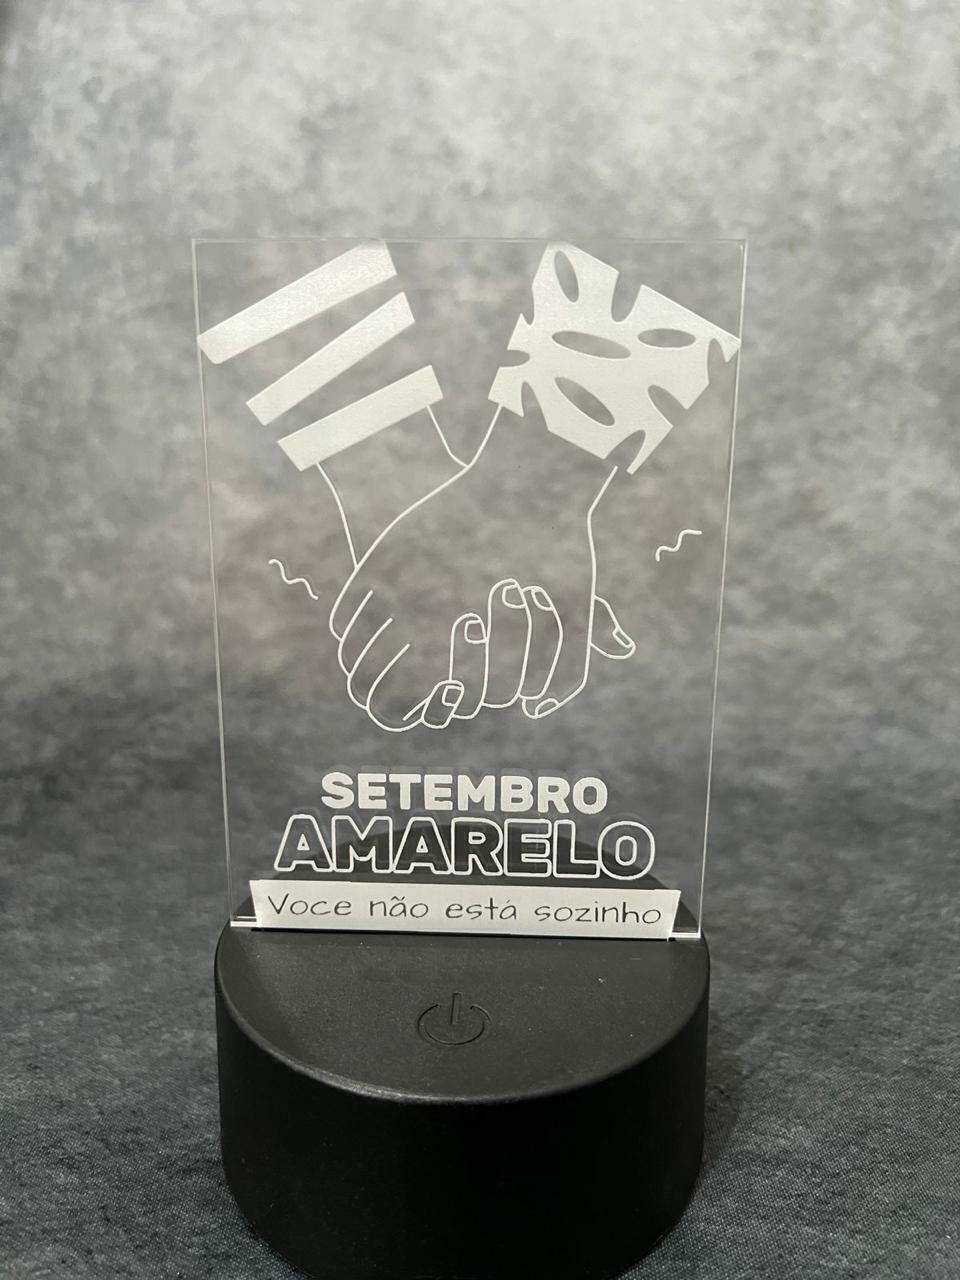 SETEMBRO
AMARELO
Voce não está sozinho